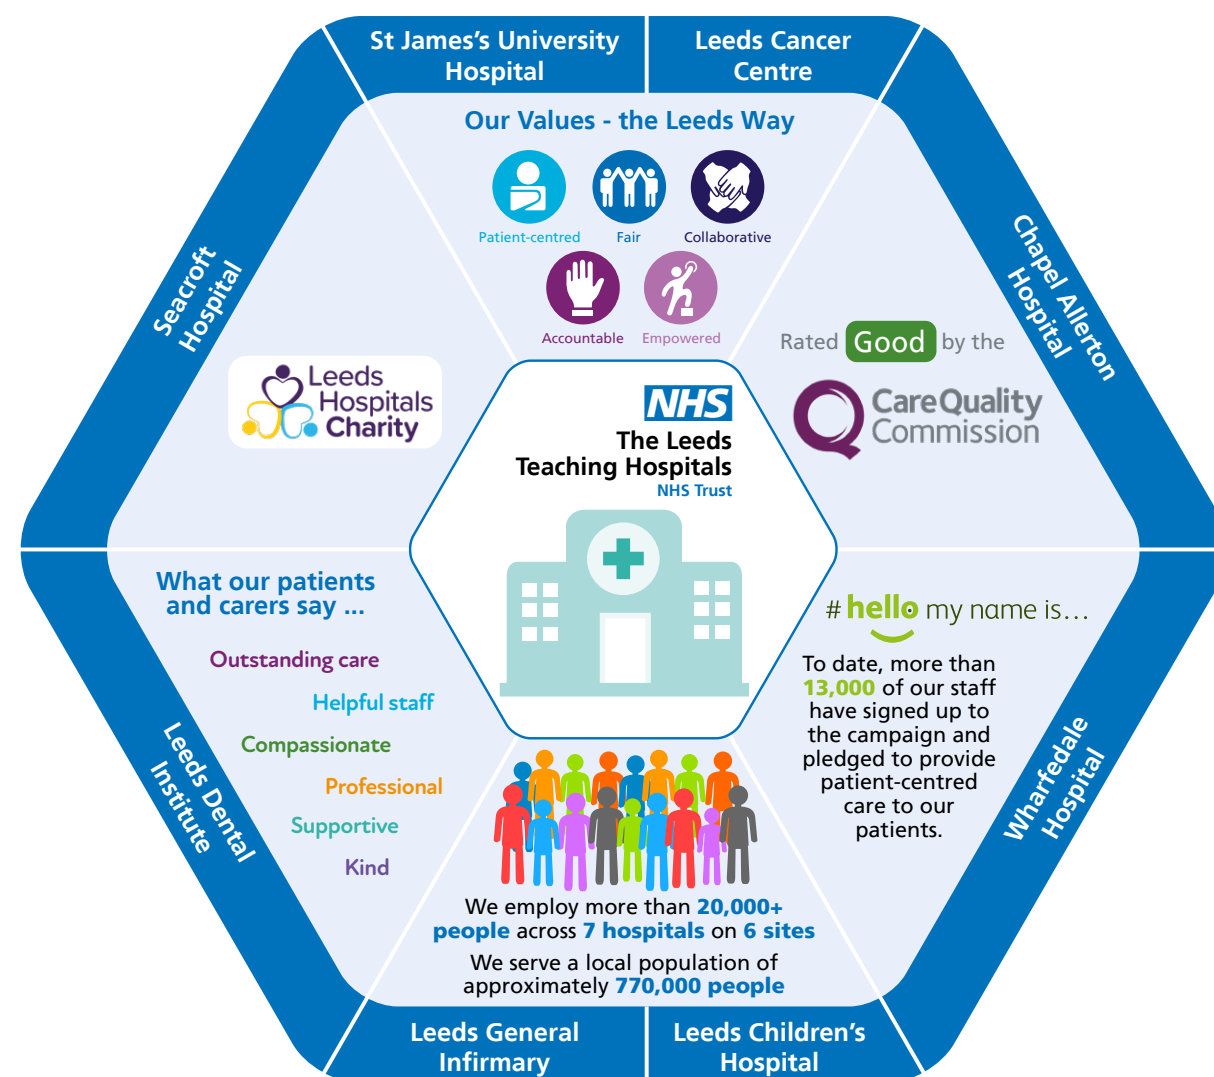 St James's University
Hospital
Leeds Cancer
Centre
Our Values - the Leeds Way
Patient-centred
Fair
Collaborative
Accountable
Empowered
Seacroft
Hospital
Chapel Allerton
Hospital
Leeds
Hospitals
Charity
Rated Good by the
CareQuality
Commission
NHS
The Leeds
Teaching Hospitals
NHS Trust
What our patients
and carers say ...
Outstanding care
Helpful staff
Compassionate
Professional
Supportive
Kind
# hello my name is...
To date, more than
13,000 of our staff
have signed up to
the campaign and
pledged to provide
patient-centred
care to our
patients.
Leeds Dental
Institute
Wharfedale
Hospital
We employ more than 20,000+
people across 7 hospitals on 6 sites
We serve a local population of
approximately 770,000 people
Leeds General
Infirmary
Leeds Children's
Hospital